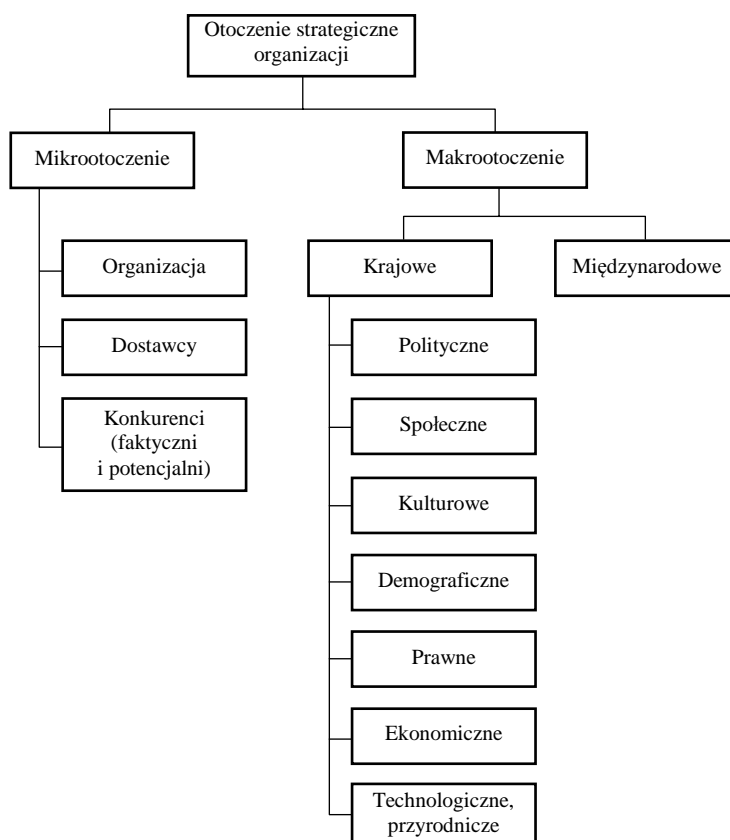 Otoczenie strategiczne
organizacji
Mikrootoczenie
Makrootoczenie
Organizacja
Dostawcy
Konkurenci
(faktyczni
i potencjalni)
Krajowe
Międzynarodowe
Polityczne
Społeczne
Kulturowe
Demograficzne
Prawne
Ekonomiczne
Technologiczne,
przyrodnicze